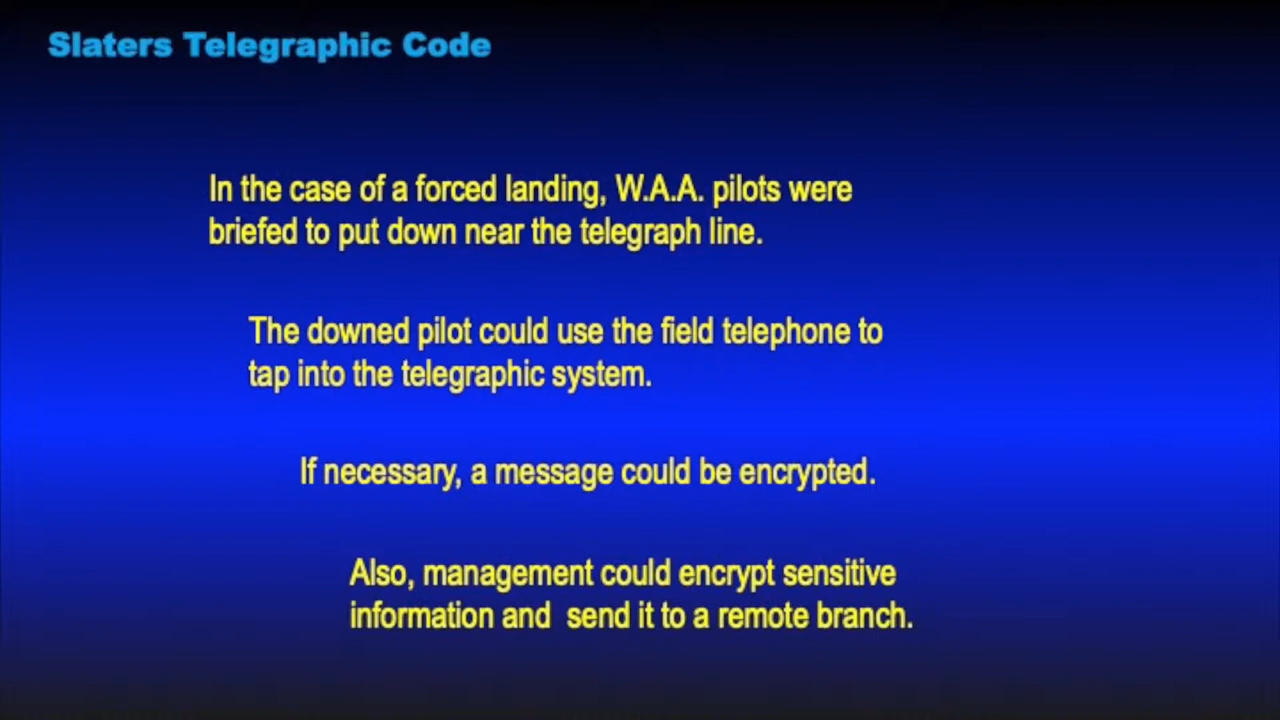 Slaters Telegraphic Code
In the case of a forced landing, W.A.A. pilots were
briefed to put down near the telegraph line.
The downed pilot could use the field telephone to
tap into the telegraphic system.
If necessary, a message could be encrypted.
Also, management could encrypt sensitive
information and  send it to a remote branch.